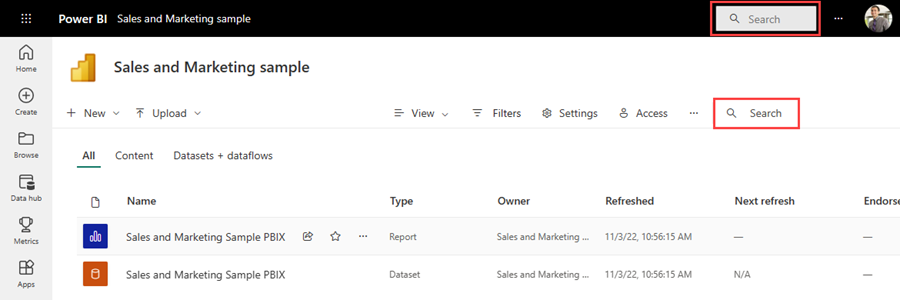 Power BI Sales and Marketing sample Search ...
Home
Sales and Marketing sample
Create
New Upload View Filters Settings Access ... Search
Browse
All Content Datasets + dataflows
Data hub
Name Type Owner Refreshed Next refresh Endorse
Metrics
Sales and Marketing Sample PBIX ... Report Sales and Marketing ... 11/3/22, 10:56:15 AM —  —
Apps
Sales and Marketing Sample PBIX Dataset Sales and Marketing ... 11/3/22, 10:56:15 AM N/A —